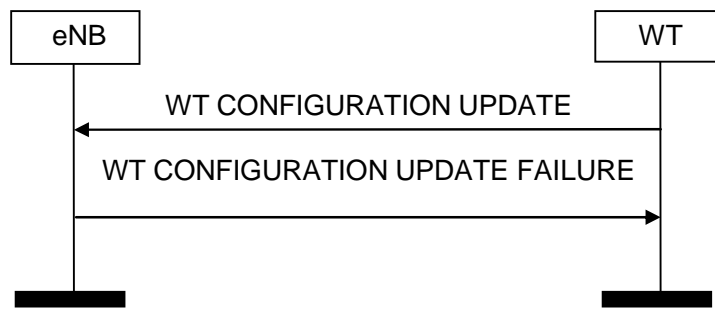 eNB
WT
WT CONFIGURATION UPDATE
WT CONFIGURATION UPDATE FAILURE